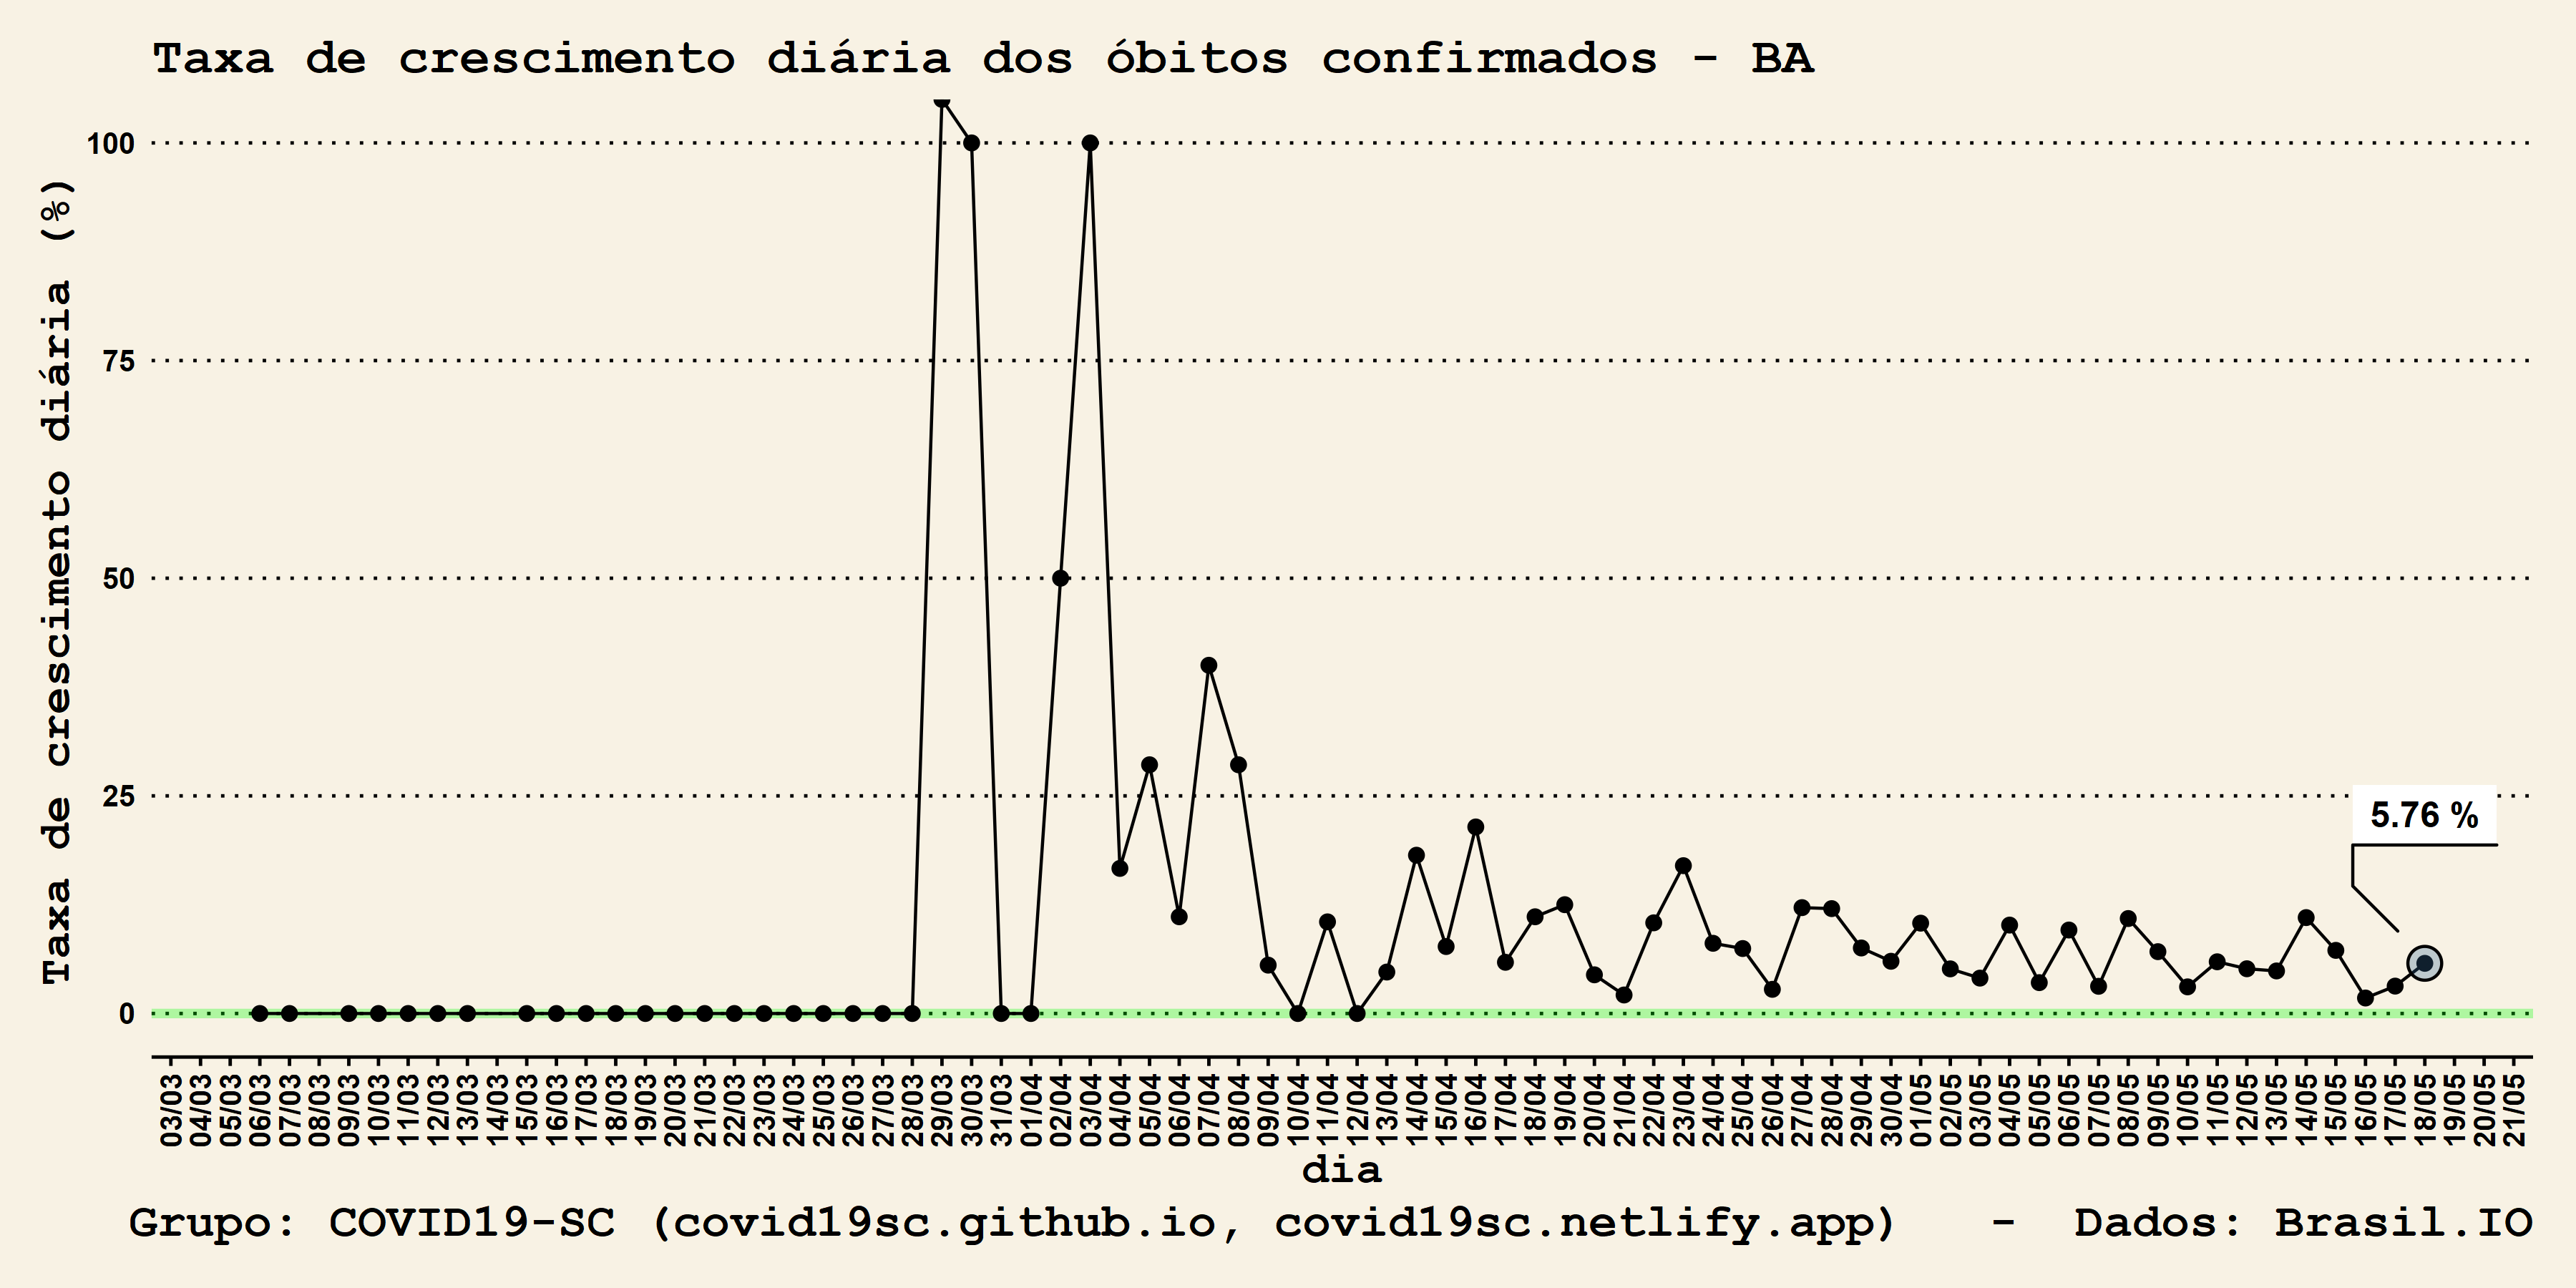 Taxa de crescimento diária dos óbitos confirmados - BA
Taxa de crescimento diária (%)
100
75
50
25
0
5.76 %
03/03 04/03 05/03 06/03 07/03 08/03 09/03 10/03 11/03 12/03 13/03 14/03 15/03 16/03 17/03 18/03 19/03 20/03 21/03 22/03 23/03 24/03 25/03 26/03 27/03 28/03 29/03 30/03 31/03 01/04 02/04 03/04 04/04 05/04 06/04 07/04 08/04 09/04 10/04 11/04 12/04 13/04 14/04 15/04 16/04 17/04 18/04 19/04 20/04 21/04 22/04 23/04 24/04 25/04 26/04 27/04 28/04 29/04 30/04 01/05 02/05 03/05 04/05 05/05 06/05 07/05 08/05 09/05 10/05 11/05 12/05 13/05 14/05 15/05 16/05 17/05 18/05 19/05 20/05 21/05
dia
Grupo: COVID19-SC (covid19sc.github.io, covid19sc.netlify.app) - Dados: Brasil.IO